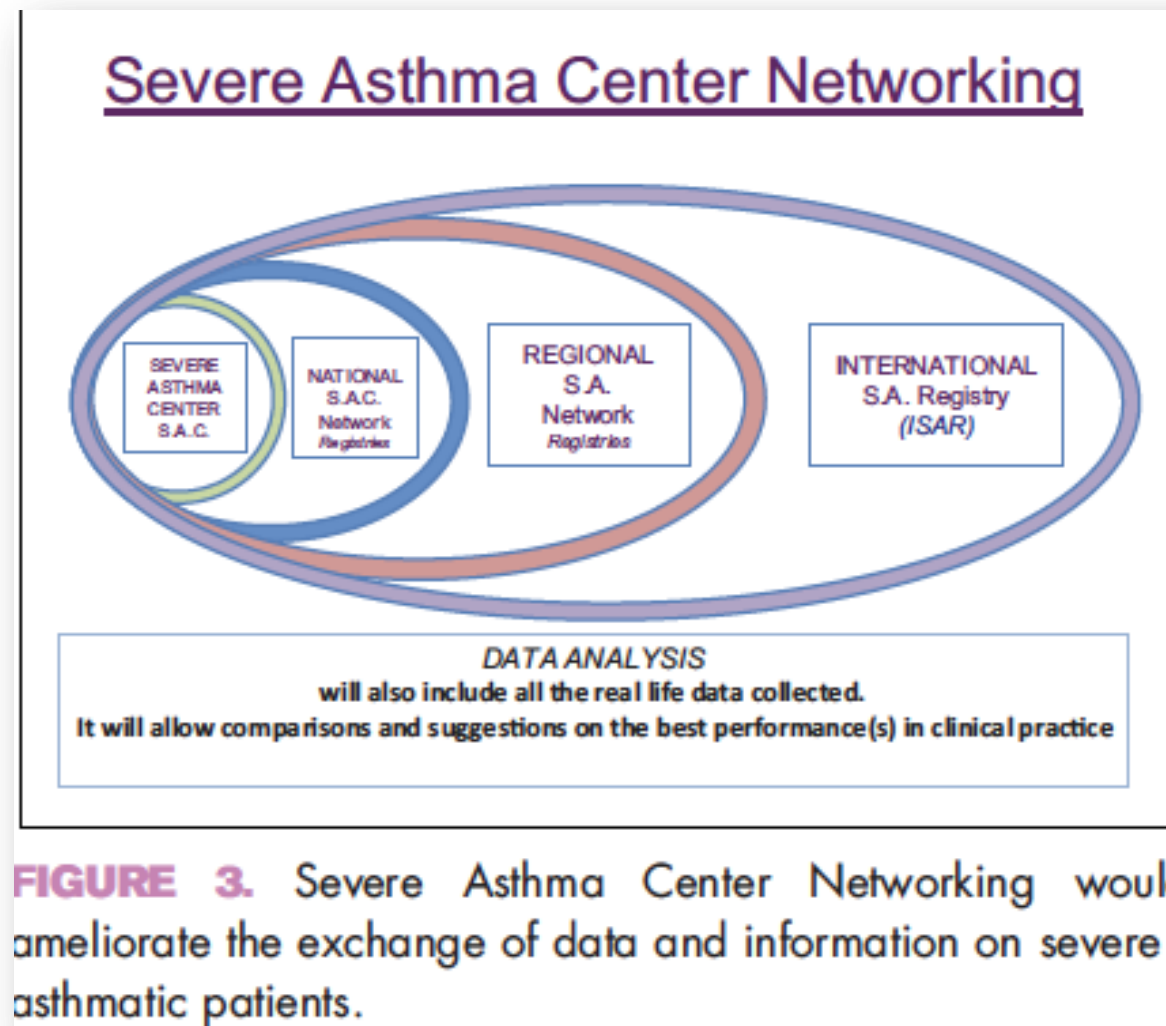 Severe Asthma Center Networking
SEVERE
ASTHMA
CENTER
S.A.C.
NATIONAL
S.A.C.
Network
Registries
REGIONAL
S.A.
Network
Registries
INTERNATIONAL
S.A. Registry
(ISAR)
DATA ANALYSIS
will also include all the real life data collected.
It will allow comparisons and suggestions on the best performance(s) in clinical practice
FIGURE 3. Severe Asthma Center Networking woul
ameliorate the exchange of data and information on severe
asthmatic patients.